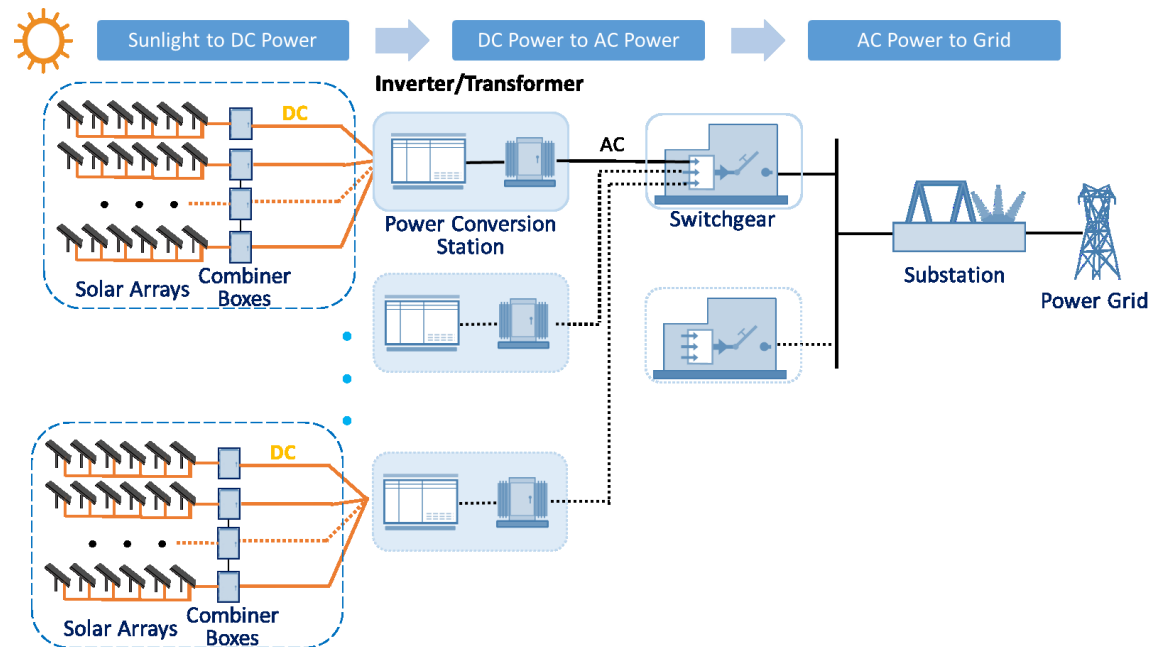 Sunlight to DC Power
DC Power to AC Power
AC Power to Grid
Inverter/Transformer
DC
AC
Power Conversion
Station
Switchgear
Solar Arrays
Combiner
Boxes
Substation
Power Grid
DC
Solar Arrays
Combiner
Boxes